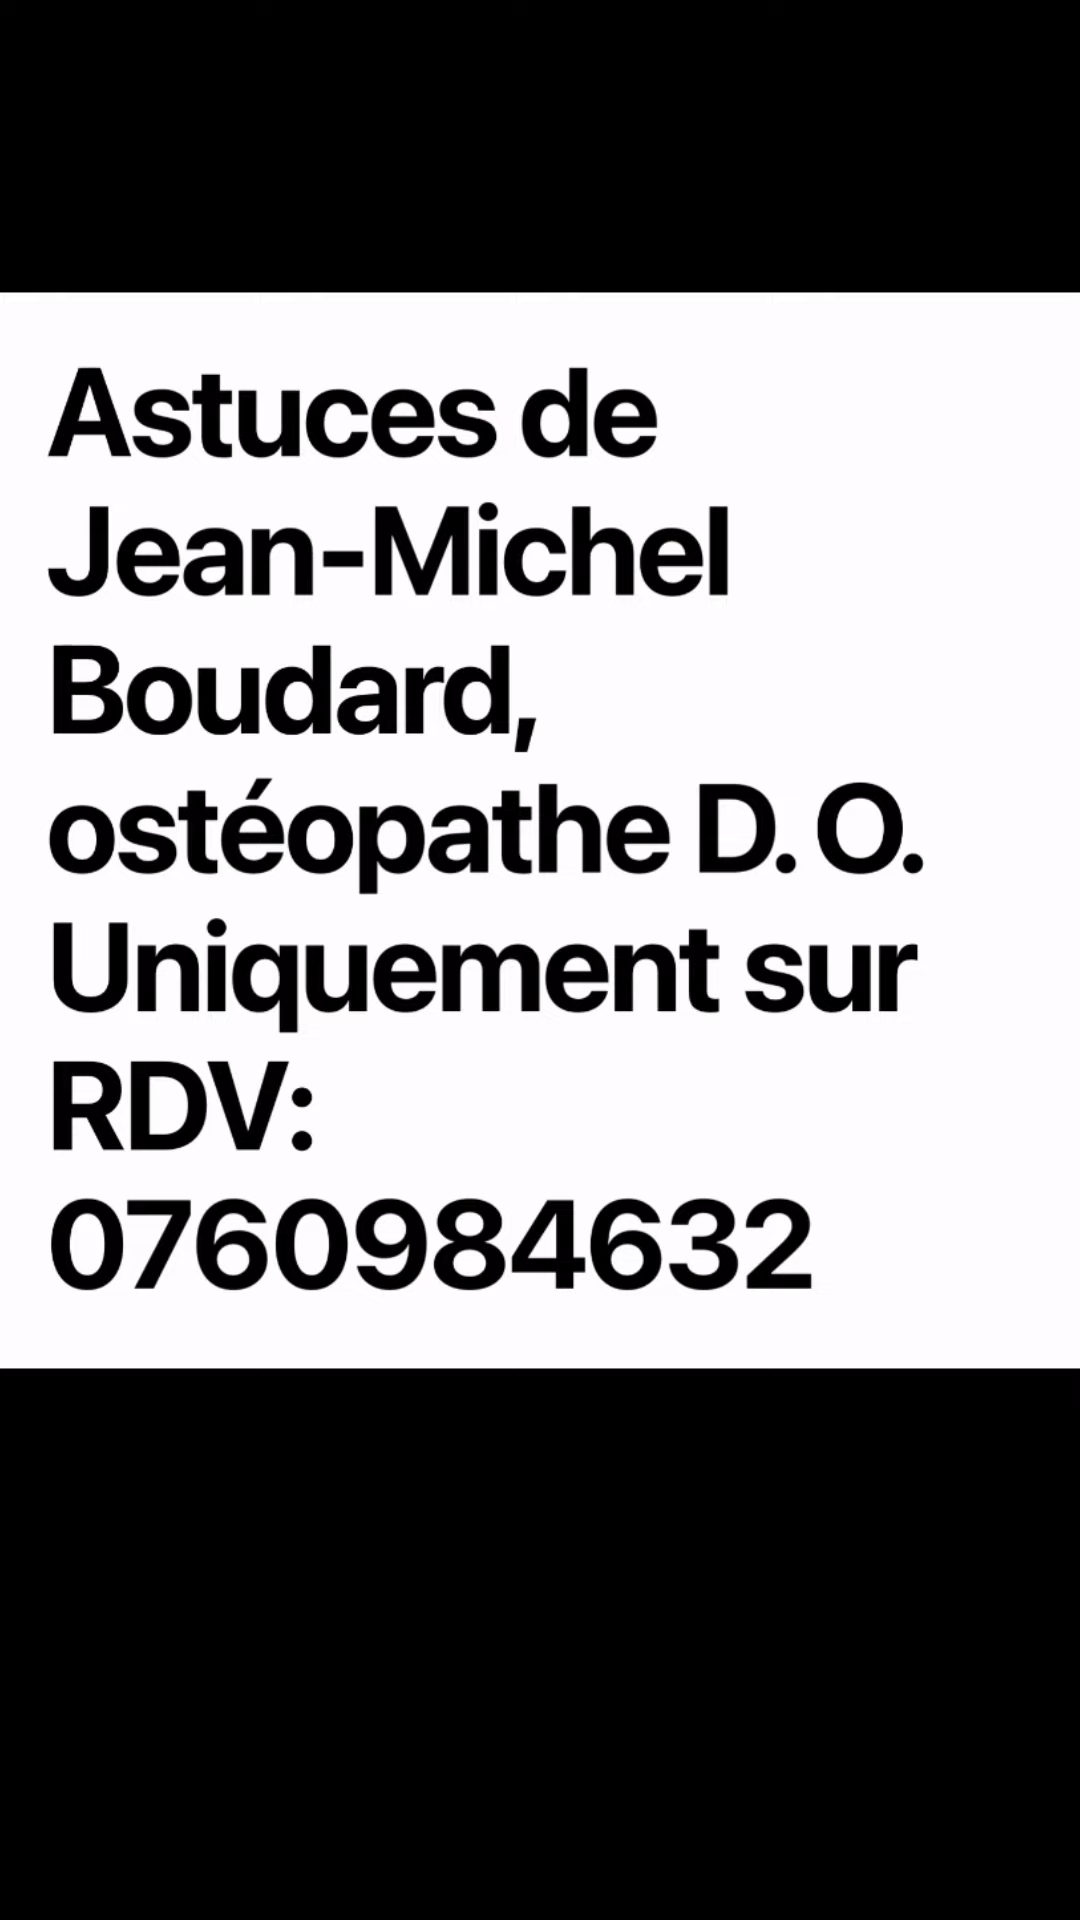 Astuces de
Jean-Michel
Boudard,
ostéopathe D. O.
Uniquement sur
RDV:
0760984632